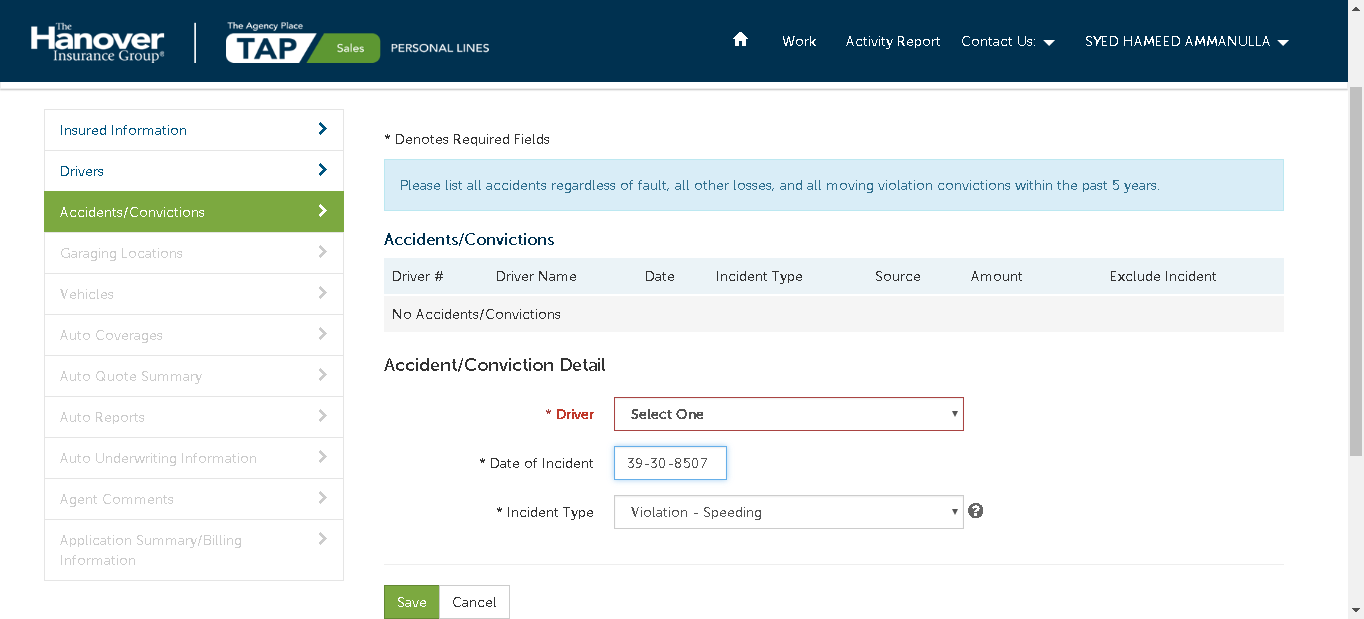 The
Hanover
Insurance Group®
The Agency Place
TAP Sales PERSONAL LINES
Work Activity Report Contact Us: SYED HAMEED AMMANULLA
Insured Information
Drivers
Accidents/Convictions
Garaging Locations
Vehicles
Auto Coverages
Auto Quote Summary
Auto Reports
Auto Underwriting Information
Agent Comments
Application Summary/Billing
Information
* Denotes Required Fields
Please list all accidents regardless of fault, all other losses, and all moving violation convictions within the past 5 years.
Accidents/Convictions
Driver # Driver Name Date Incident Type Source Amount Exclude Incident
No Accidents/Convictions
Accident/Conviction Detail
* Driver Select One
* Date of Incident 39-30-8507
* Incident Type Violation - Speeding ?
Save Cancel